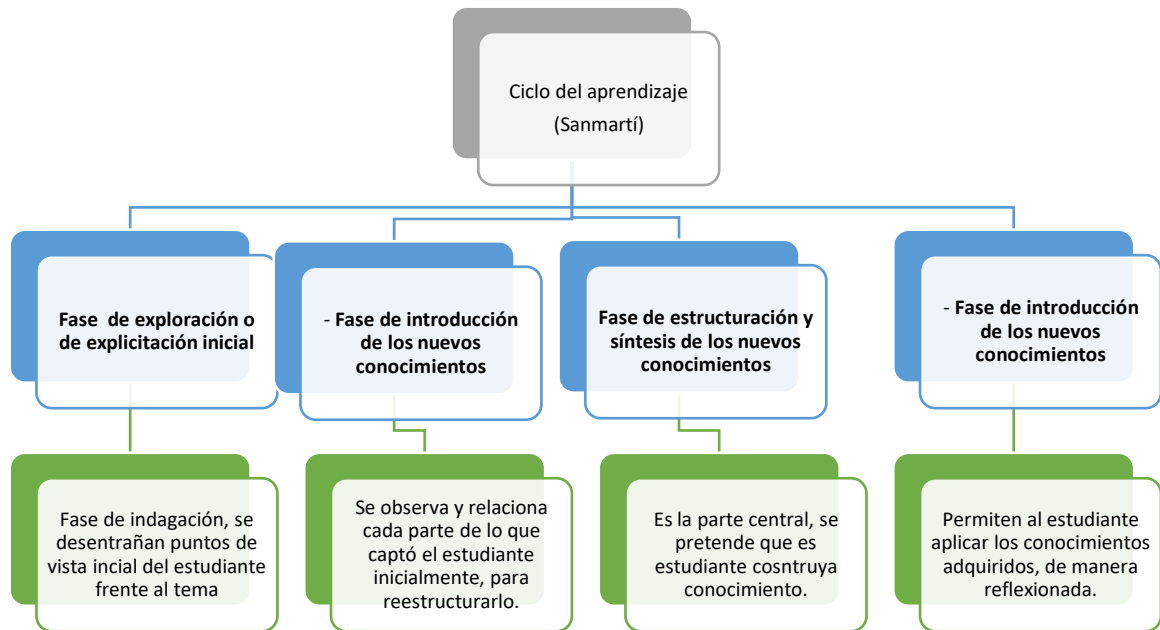 Ciclo del aprendizaje
(Sanmartí)
Fase de exploración o
de explicitación inicial
- Fase de introducción
de los nuevos
conocimientos
Fase de estructuración y
síntesis de los nuevos
conocimientos
- Fase de introducción
de los nuevos
conocimientos
Fase de indagación, se
desentrañan puntos de
vista incial del estudiante
frente al tema
Se observa y relaciona
cada parte de lo que
captó el estudiante
inicialmente, para
reestructurarlo.
Es la parte central, se
pretende que es
estudiante cosntruya
conocimiento.
Permiten al estudiante
aplicar los conocimientos
adquiridos, de manera
reflexionada.